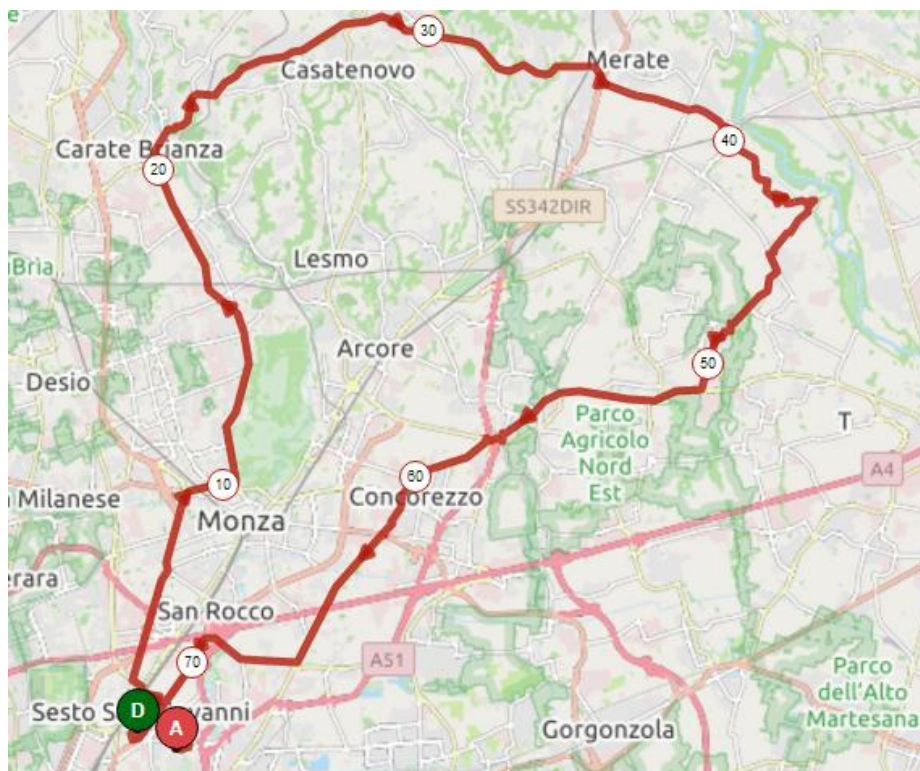 30
Merate
Casatenovo
40
Carate Brianza
20
SS342DIR
Lesmo
Bria
Arcore
50
Desio
Parco
Agricolo
Nord
Est
T
60
A4
10
Concorezzo
Milanese
Monza
erara
San Rocco
70
A51
Parco
dell'Alto
Martesana
D
Sesto S
vanni
A
Gorgonzola